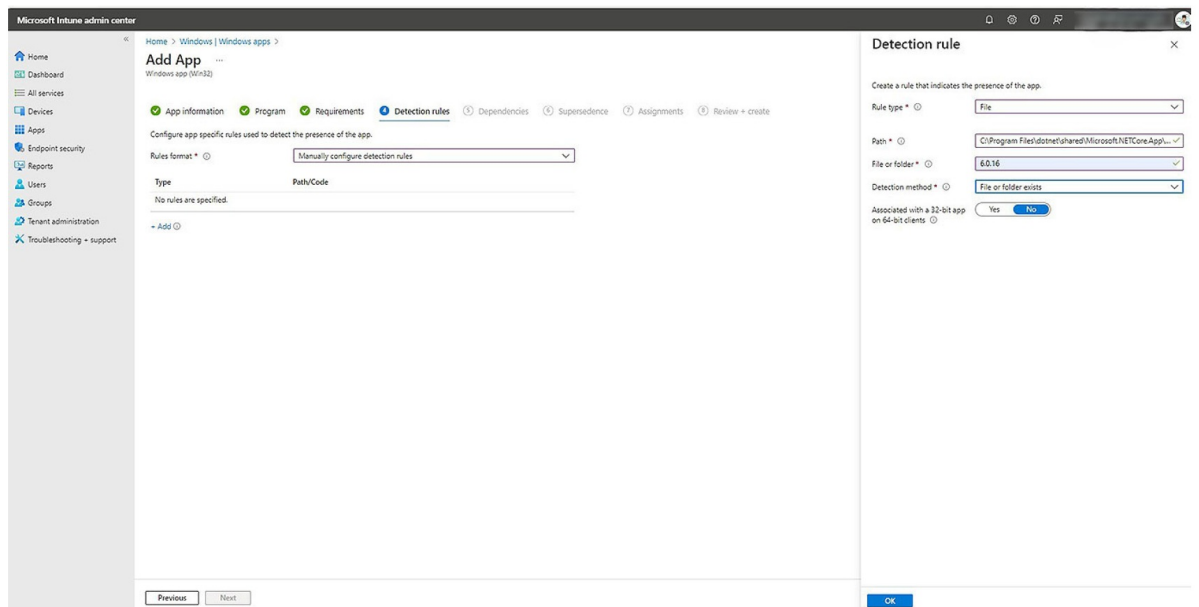 Microsoft Intune admin center
«
Home
Dashboard
All services
Devices
Apps
Endpoint security
Reports
Users
Groups
Tenant administration
Troubleshooting + support
Home > Windows | Windows apps >
Add App ...
Windows app (Win32)
App information Program Requirements 4 Detection rules 5 Dependencies 6 Supersedence 7 Assignments 8 Review + create
Configure app specific rules used to detect the presence of the app.
Rules format * Manually configure detection rules
Type Path/Code
No rules are specified.
+ Add
Previous Next
Detection rule
Create a rule that indicates the presence of the app.
Rule type * File
Path * C:\Program Files\dotnet\shared\Microsoft.NETCore.App\...
File or folder * 6.0.16
Detection method * File or folder exists
Associated with a 32-bit app Yes No
on 64-bit clients
OK